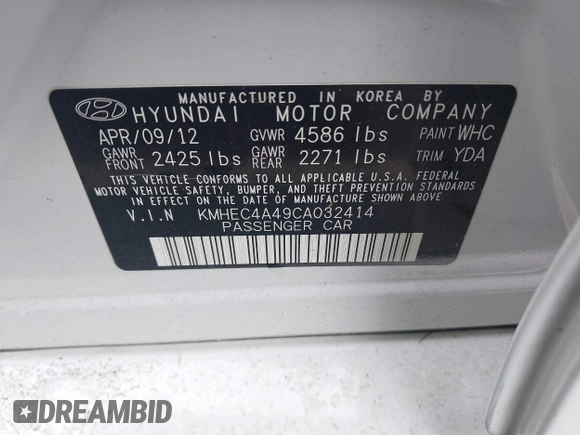 MANUFACTURED IN KOREA BY
HYUNDAI MOTOR COMPANY
APR/09/12 GVWR 4586 lbs PAINT WHC
GAWR FRONT 2425 lbs GAWR REAR 2271 lbs TRIM YDA
THIS VEHICLE CONFORMS TO ALL APPLICABLE U.S.A. FEDERAL
MOTOR VEHICLE SAFETY, BUMPER, AND THEFT PREVENTION STANDARDS
IN EFFECT ON THE DATE OF MANUFACTURE SHOWN ABOVE.
V.I.N KMHEC4A49CA032414
PASSENGER CAR
DREAMBID